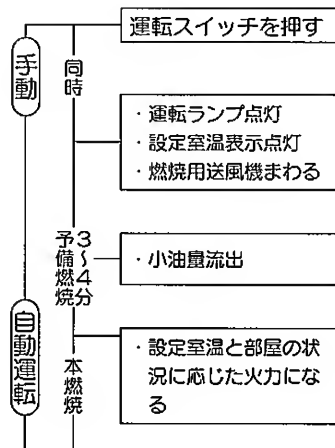 運転スイッチを押す
手動
同時
・運転ランプ点灯
・設定室温表示点灯
・燃焼用送風機まわる
3～4分
予備燃焼
・小油量流出
自動運転
本燃焼
・設定室温と部屋の状
況に応じた火力にな
る